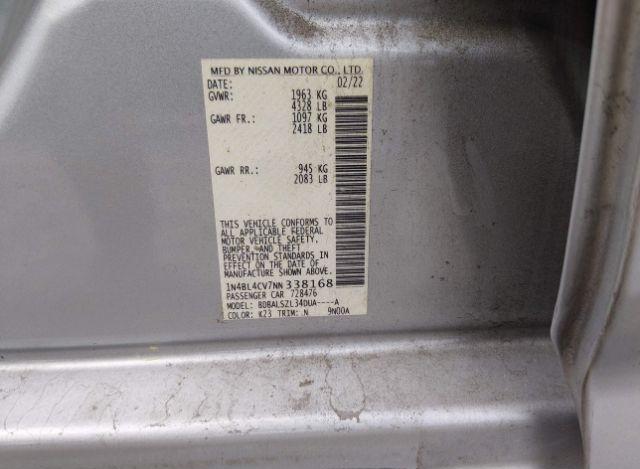 MFD BY NISSAN MOTOR CO., LTD.
DATE: 02/22
GVWR: 1963 KG
4328 LB
GAWR FR.: 1097 KG
2418 LB
GAWR RR.: 945 KG
2083 LB
THIS VEHICLE CONFORMS TO
ALL APPLICABLE FEDERAL
MOTOR VEHICLE SAFETY,
BUMPER, AND THEFT
PREVENTION STANDARDS IN
EFFECT ON THE DATE OF
MANUFACTURE SHOWN ABOVE.
1N4BL4CV7NN338168
PASSENGER CAR 728476
MODEL: BDBALSZL34DUA----A
COLOR: K23 TRIM: N 9N00A